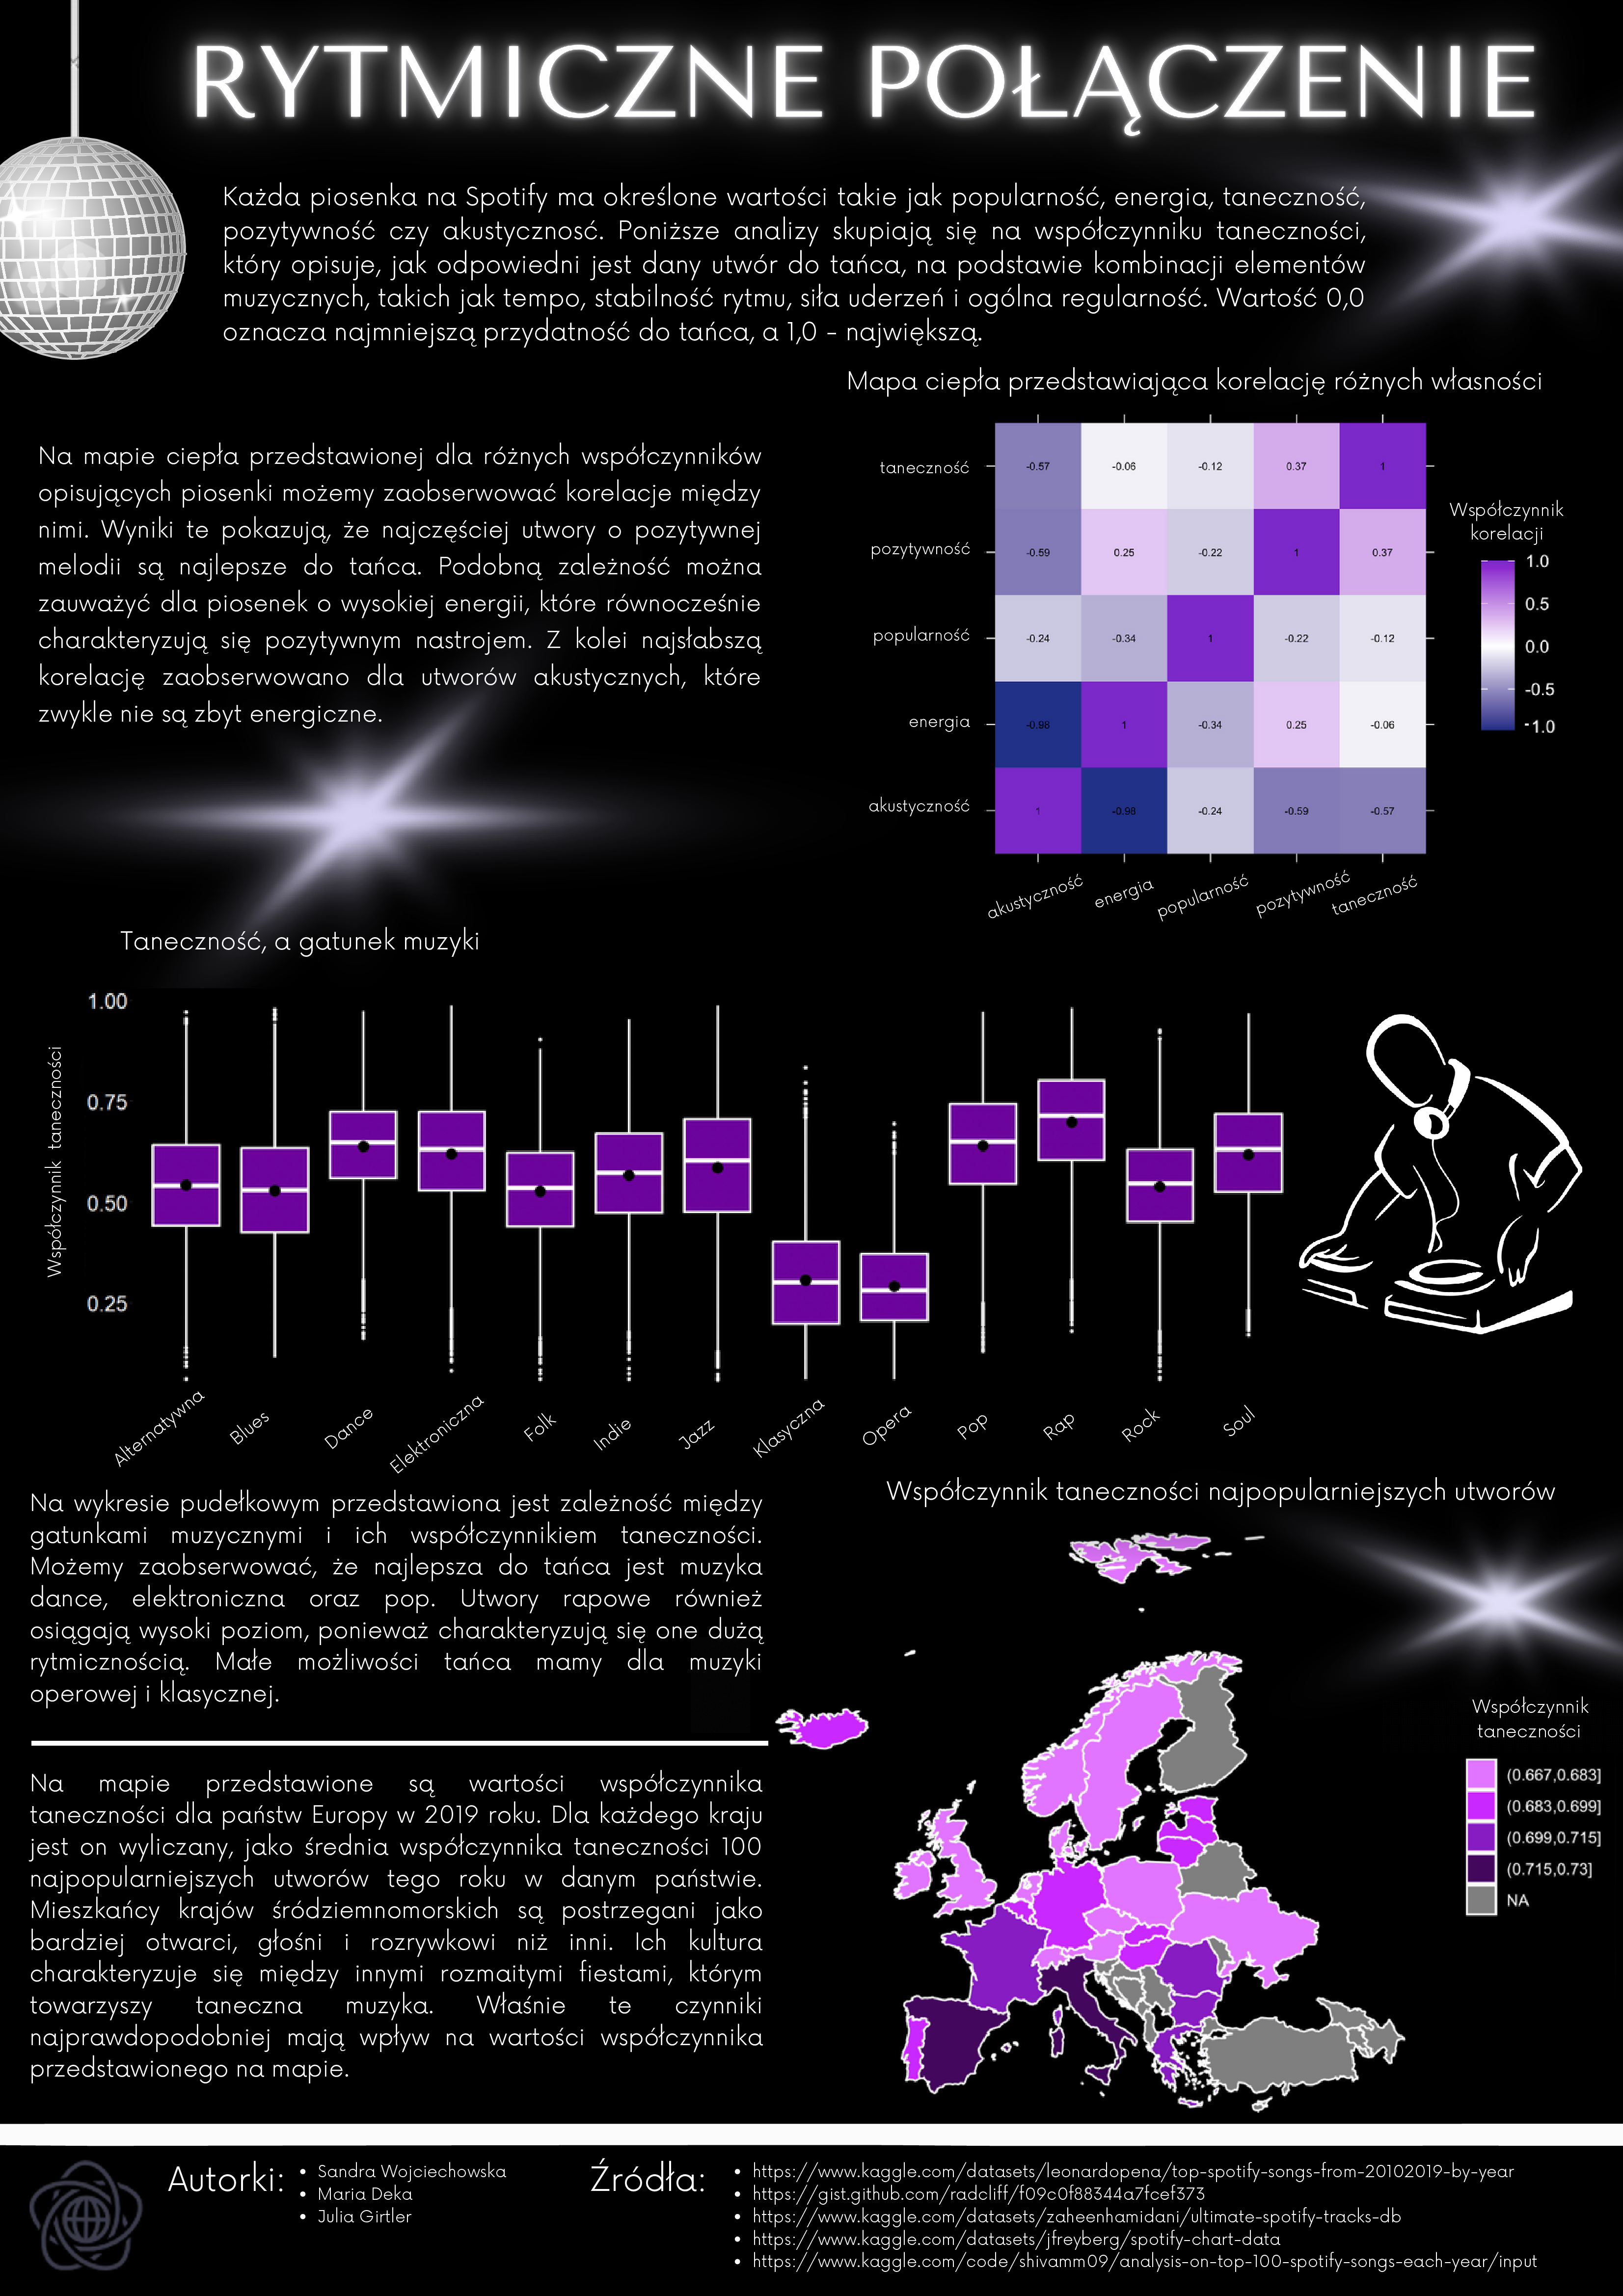 RYTMICZNE POŁĄCZENIE
Każda piosenka na Spotify ma określone wartości takie jak popularność, energia, taneczność,
pozytywność czy akustycznosć. Poniższe analizy skupiają się na współczynniku taneczności,
który opisuje, jak odpowiedni jest dany utwór do tańca, na podstawie kombinacji elementów
muzycznych, takich jak tempo, stabilność rytmu, siła uderzeń i ogólna regularność. Wartość 0,0
oznacza najmniejszą przydatność do tańca, a 1,0 - największą.
Mapa ciepła przedstawiająca korelację różnych własności
Na mapie ciepła przedstawionej dla różnych współczynników
opisujących piosenki możemy zaobserwować korelacje między
nimi. Wyniki te pokazują, że najczęściej utwory o pozytywnej
melodii są najlepsze do tańca. Podobną zależność można
zauważyć dla piosenek o wysokiej energii, które równocześnie
charakteryzują się pozytywnym nastrojem. Z kolei najsłabszą
korelację zaobserwowano dla utworów akustycznych, które
zwykle nie są zbyt energiczne.
taneczność -0.57 -0.06 -0.12 0.37 1
pozytywność -0.59 0.25 -0.22 1 0.37
popularność -0.24 -0.34 1 -0.22 -0.12
energia -0.98 1 -0.34 0.25 -0.06
akustyczność 1 -0.98 -0.24 -0.59 -0.57
akustyczność energia popularność pozytywność taneczność
Współczynnik
korelacji
1.0
0.5
0.0
-0.5
-1.0
Taneczność, a gatunek muzyki
Współczynnik taneczności
1.00
0.75
0.50
0.25
Alternatywna Blues Dance Elektroniczna Folk Indie Jazz Klasyczna Opera Pop Rap Rock Soul
Na wykresie pudełkowym przedstawiona jest zależność między
gatunkami muzycznymi i ich współczynnikiem taneczności.
Możemy zaobserwować, że najlepsza do tańca jest muzyka
dance, elektroniczna oraz pop. Utwory rapowe również
osiągają wysoki poziom, ponieważ charakteryzują się one dużą
rytmicznością. Małe możliwości tańca mamy dla muzyki
operowej i klasycznej.
Na mapie przedstawione są wartości współczynnika
taneczności dla państw Europy w 2019 roku. Dla każdego kraju
jest on wyliczany, jako średnia współczynnika taneczności 100
najpopularniejszych utworów tego roku w danym państwie.
Mieszkańcy krajów śródziemnomorskich są postrzegani jako
bardziej otwarci, głośni i rozrywkowi niż inni. Ich kultura
charakteryzuje się między innymi rozmaitymi fiestami, którym
towarzyszy taneczna muzyka. Właśnie te czynniki
najprawdopodobniej mają wpływ na wartości współczynnika
przedstawionego na mapie.
Współczynnik taneczności najpopularniejszych utworów
Współczynnik
taneczności
(0.667,0.683]
(0.683,0.699]
(0.699,0.715]
(0.715,0.73]
NA
Autorki:
• Sandra Wojciechowska
• Maria Deka
• Julia Girtler
Źródła:
• https://www.kaggle.com/datasets/leonardopena/top-spotify-songs-from-20102019-by-year
• https://gist.github.com/radcliff/f09c0f88344a7fcef373
• https://www.kaggle.com/datasets/zaheenhamidani/ultimate-spotify-tracks-db
• https://www.kaggle.com/datasets/jfreyberg/spotify-chart-data
• https://www.kaggle.com/code/shivamm09/analysis-on-top-100-spotify-songs-each-year/input